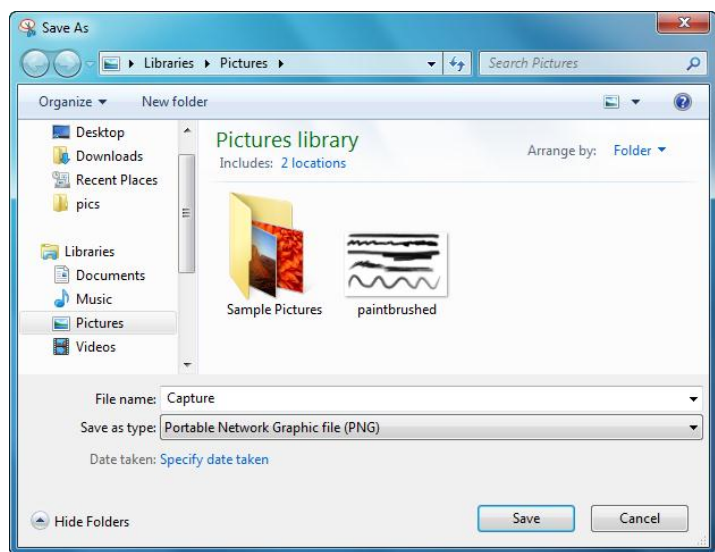 Save As
Libraries Pictures
Search Pictures
Organize New folder
Desktop
Downloads
Recent Places
pics
Libraries
Documents
Music
Pictures
Videos
Pictures library
Includes: 2 locations
Arrange by: Folder
Sample Pictures
paintbrushed
File name: Capture
Save as type: Portable Network Graphic file (PNG)
Date taken: Specify date taken
Hide Folders
Save
Cancel